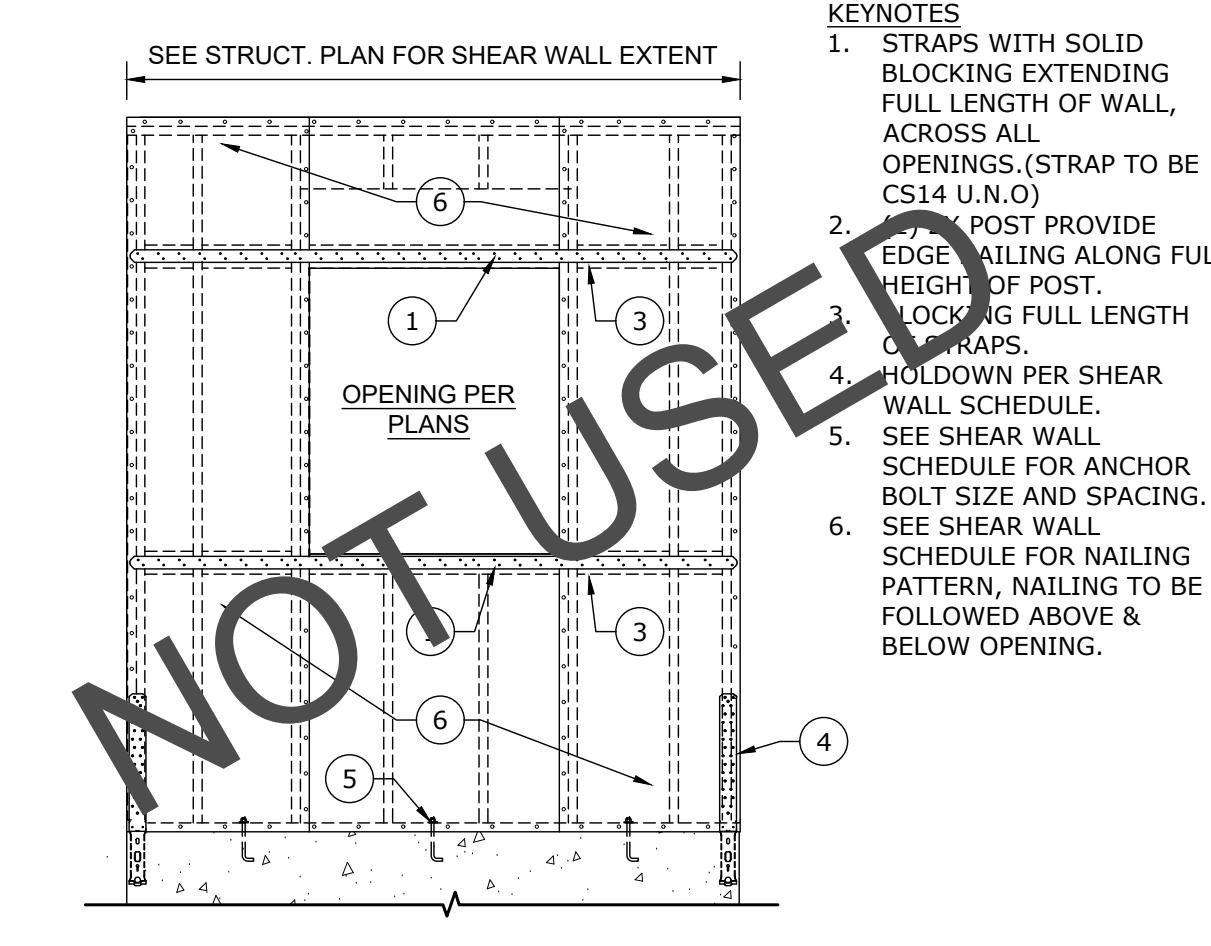 KEYNOTES
SEE STRUCT. PLAN FOR SHEAR WALL EXTENT
1. STRAPS WITH SOLID
BLOCKING EXTENDING
FULL LENGTH OF WALL,
ACROSS ALL
OPENINGS.(STRAP TO BE
CS14 U.N.O)
2. POST PROVIDE
EDGE NAILING ALONG FUL
HEIGHT OF POST.
3. BLOCKING FULL LENGTH
OF STRAPS.
4. HOLDOWN PER SHEAR
WALL SCHEDULE.
5. SEE SHEAR WALL
SCHEDULE FOR ANCHOR
BOLT SIZE AND SPACING.
6. SEE SHEAR WALL
SCHEDULE FOR NAILING
PATTERN, NAILING TO BE
FOLLOWED ABOVE &
BELOW OPENING.
6
1
3
OPENING PER
PLANS
3
6
4
5
NOT USED